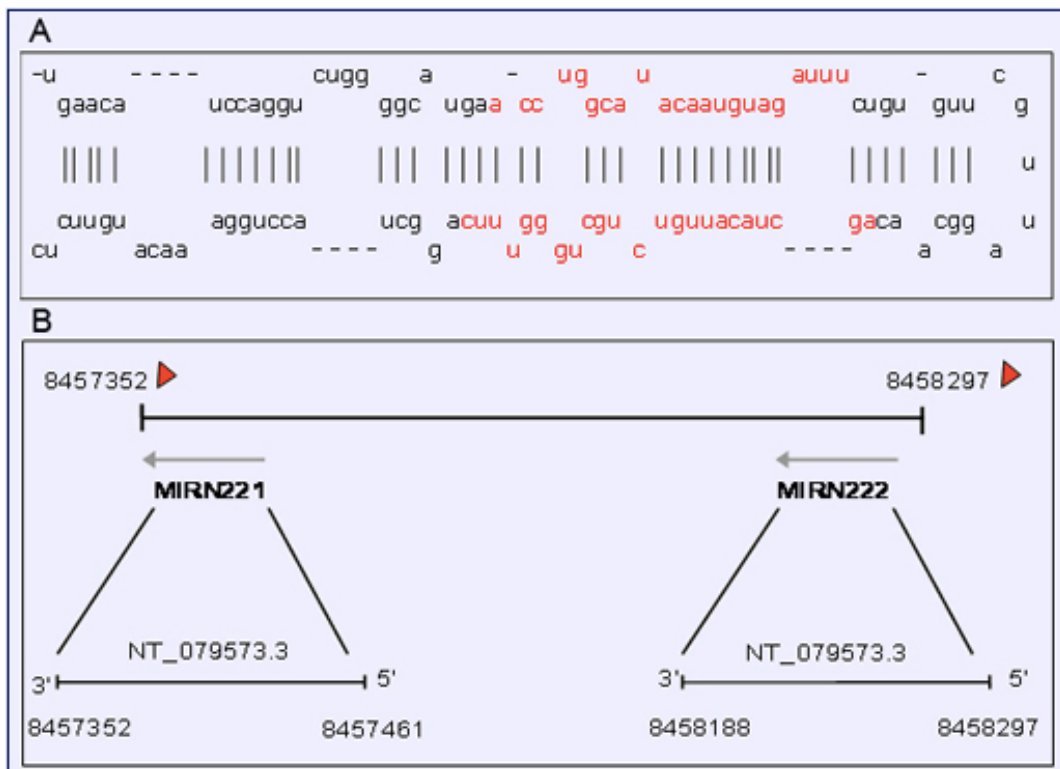 A
-u ---- cugg a - ug u auuu - c
gaaca uccaggu ggc ugaa cc gca acaauguag cugu guu g
u
cuugu aggucca ucg acuu gg cgu uguuacauc gaca cgg u
cu acaa ---- g u gu c ---- a a
B
8457352 8458297
MIRN221 MIRN222
NT_079573.3 NT_079573.3
3' 5' 3' 5'
8457352 8457461 8458188 8458297